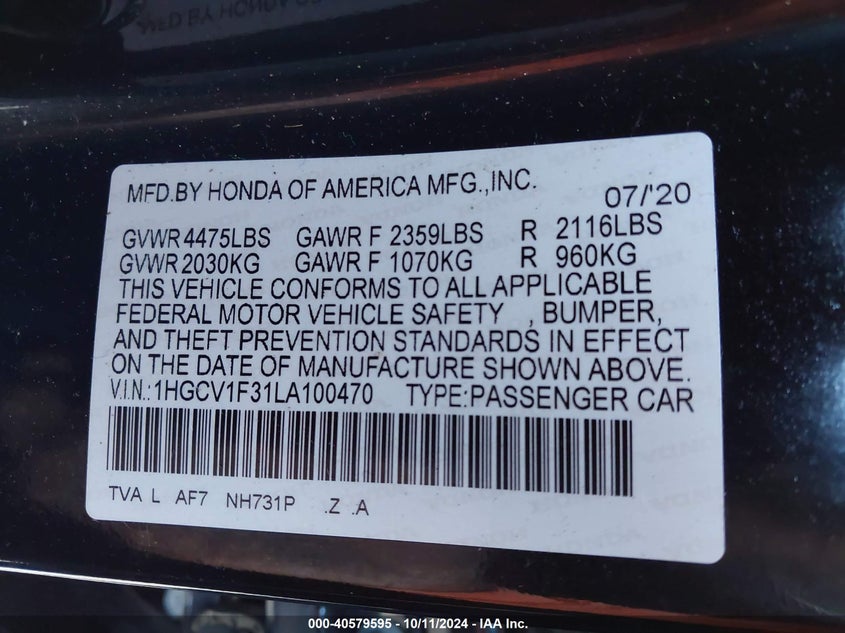 MFD.BY HONDA OF AMERICA MFG.,INC. 07/'20
GVWR 4475LBS GAWR F 2359LBS R 2116LBS
GVWR 2030KG GAWR F 1070KG R 960KG
THIS VEHICLE CONFORMS TO ALL APPLICABLE
FEDERAL MOTOR VEHICLE SAFETY , BUMPER,
AND THEFT PREVENTION STANDARDS IN EFFECT
ON THE DATE OF MANUFACTURE SHOWN ABOVE.
V.I.N.:1HGCV1F31LA100470 TYPE:PASSENGER CAR
TVA L AF7 NH731P .Z .A
000-40579595 - 10/11/2024 - IAA Inc.